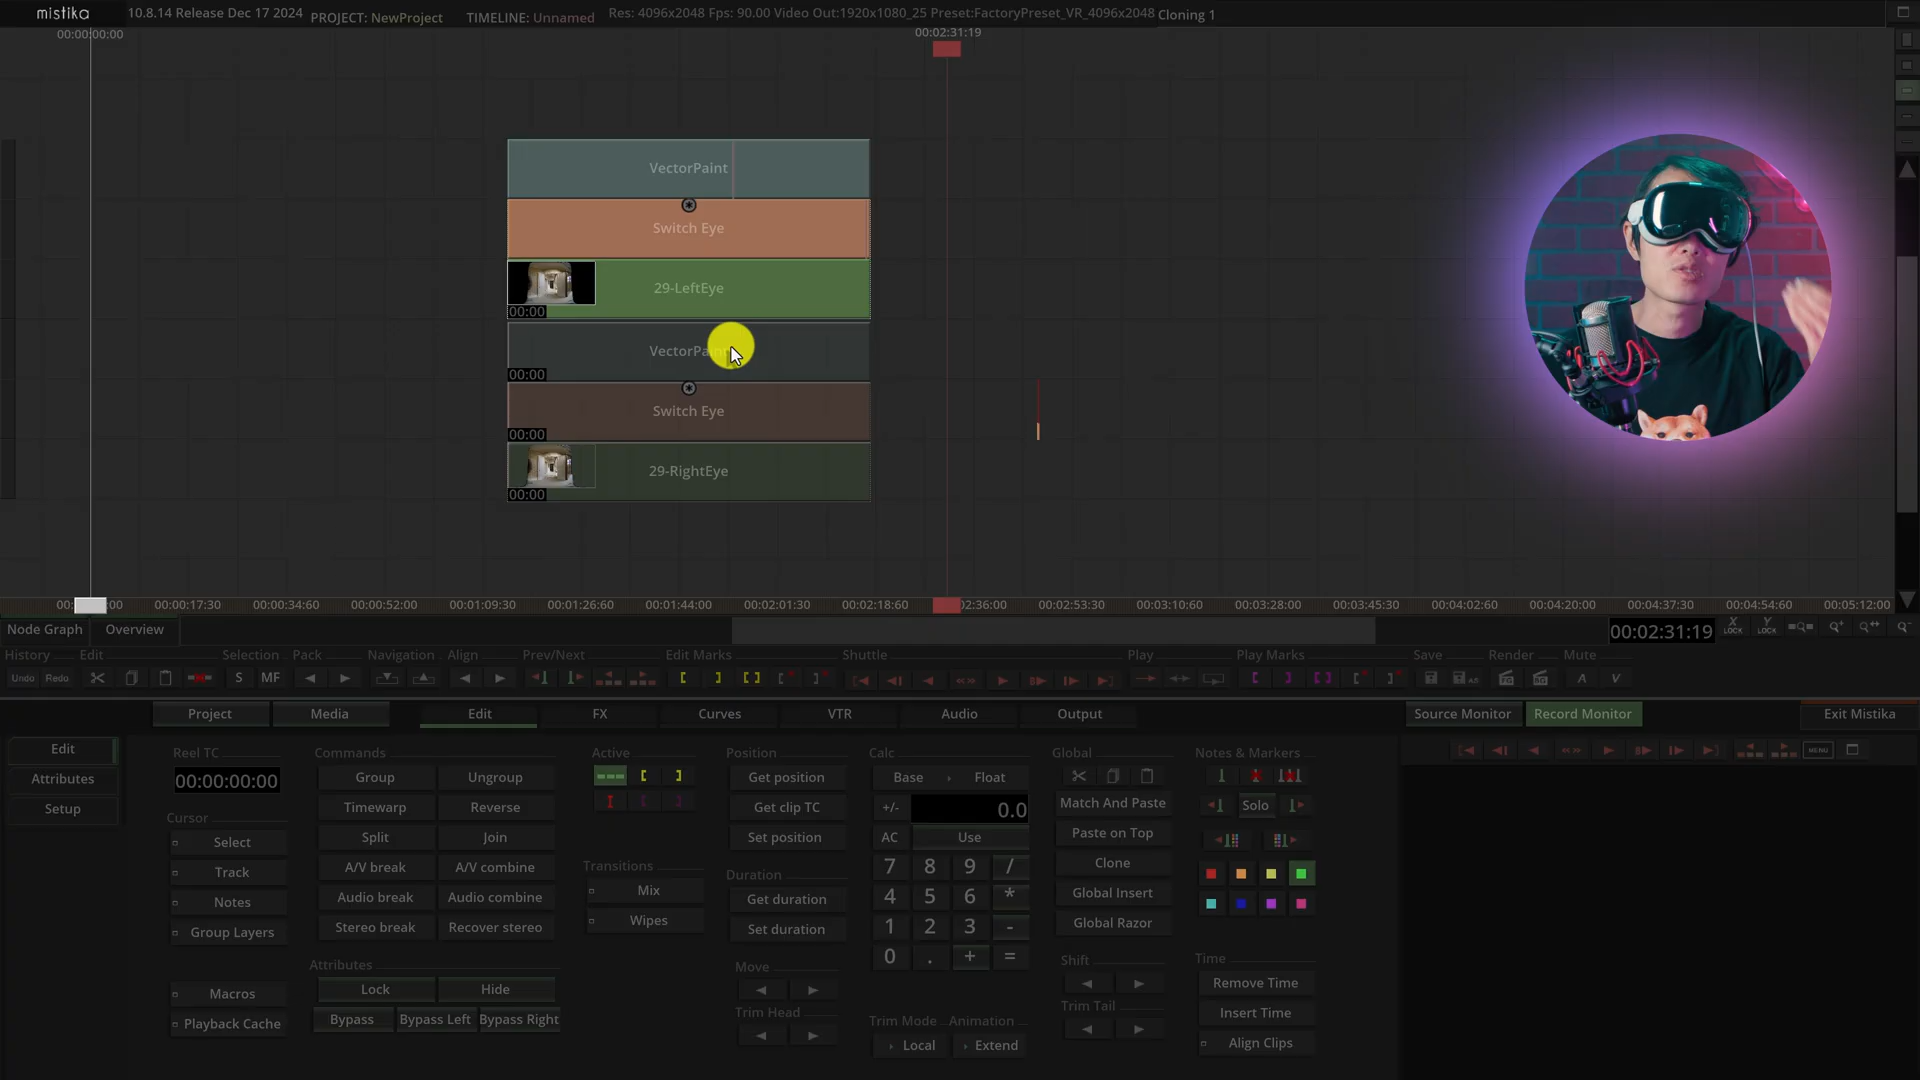 mistika 10.8.14 Release Dec 17 2024 PROJECT: NewProject TIMELINE: Unnamed Res: 4096x2048 Fps: 90.00 Video Out:1920x1080_25 Preset:FactoryPreset_VR_4096x2048 Cloning 1
00:00:00:00 00:02:31:19
VectorPaint
Switch Eye
29-LeftEye
00:00
VectorPaint
00:00
Switch Eye
00:00
29-RightEye
00:00
00:00:17:30 00:00:34:60 00:00:52:00 00:01:09:30 00:01:26:60 00:01:44:00 00:02:01:30 00:02:18:60 02:36:00 00:02:53:30 00:03:10:60 00:03:28:00 00:03:45:30 00:04:02:60 00:04:20:00 00:04:37:30 00:04:54:60 00:05:12:00
Node Graph Overview 00:02:31:19 X LOCK Y LOCK
History Edit Selection Pack Navigation Align Prev/Next Edit Marks Shuttle Play Play Marks Save Render Mute
Undo Redo S MF A V
Project Media Edit FX Curves VTR Audio Output Source Monitor Record Monitor Exit Mistika
Edit
Attributes
Setup
Reel TC
00:00:00:00
Cursor
Select
Track
Notes
Group Layers
Macros
Playback Cache
Commands
Group Ungroup
Timewarp Reverse
Split Join
A/V break A/V combine
Audio break Audio combine
Stereo break Recover stereo
Attributes
Lock Hide
Bypass Bypass Left Bypass Right
Active
Transitions
Mix
Wipes
Position
Get position
Get clip TC
Set position
Duration
Get duration
Set duration
Move
Trim Head
Calc
Base Float
+/- 0.0
AC Use
7 8 9 /
4 5 6 *
1 2 3 -
0 . + =
Trim Mode Animation
Local Extend
Global
Match And Paste
Paste on Top
Clone
Global Insert
Global Razor
Shift
Trim Tail
Notes & Markers
Solo
Time
Remove Time
Insert Time
Align Clips
MENU